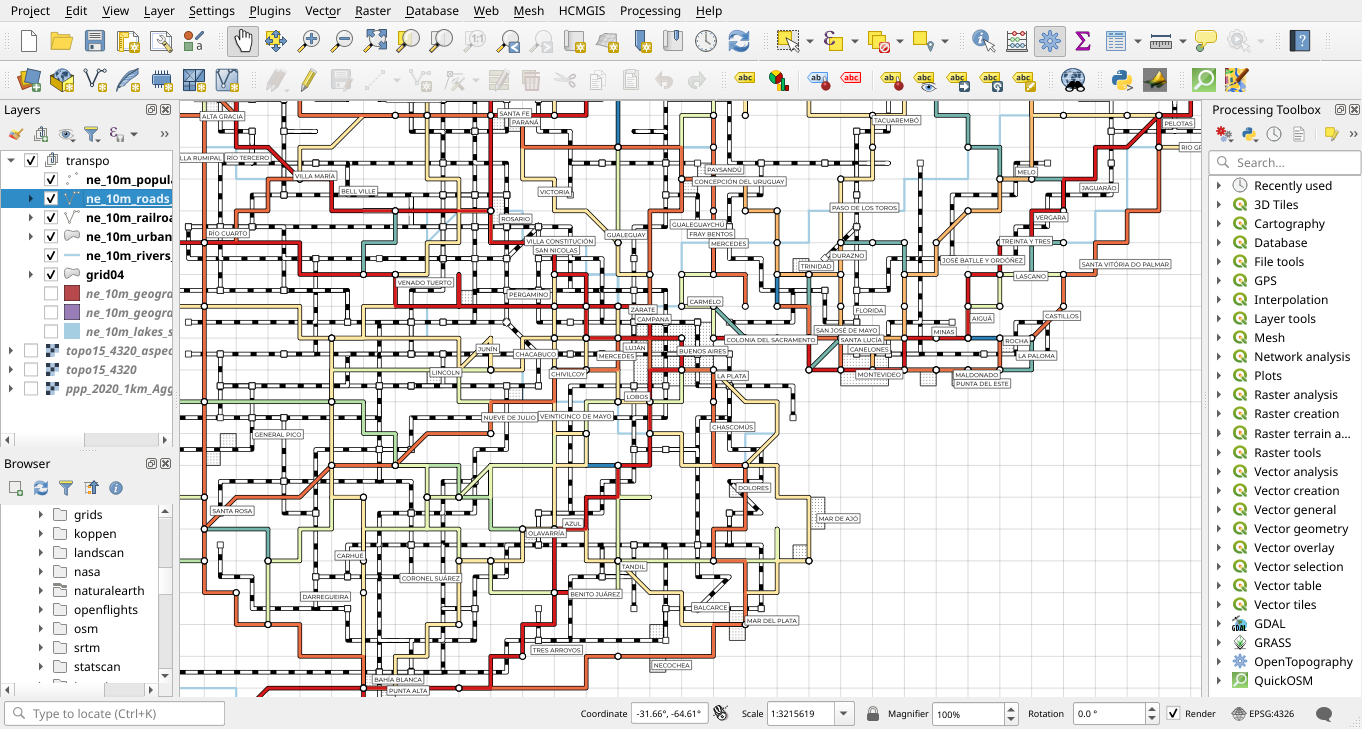 Project Edit View Layer Settings Plugins Vector Raster Database Web Mesh HCMGIS Processing Help
Layers
transpo
ne_10m_popul
ne_10m_roads
ne_10m_railroa
ne_10m_urban
ne_10m_rivers_
grid04
ne_10m_geogra
ne_10m_geogra
ne_10m_lakes_s
topo15_4320_aspec
topo15_4320
ppp_2020_1km_Agg
Browser
grids
koppen
landscan
nasa
naturalearth
openflights
osm
srtm
statscan
ALTA GRACIA
SANTA FE
PARANÁ
TACUAREMBÓ
PELOTAS
RIO GR
LLA RUMIPAL
RÍO TERCERO
VILLA MARÍA
BELL VILLE
VICTORIA
PAYSANDÚ
CONCEPCIÓN DEL URUGUAY
MELO
JAGUARÃO
PASO DE LOS TOROS
ROSARIO
GUALEGUAYCHÚ
VERGARA
RÍO CUARTO
GUALEGUAY
FRAY BENTOS
VILLA CONSTITUCIÓN
MERCEDES
TREINTA Y TRES
SAN NICOLAS
DURAZNO
JOSÉ BATLLE Y ORDÓÑEZ
TRINIDAD
SANTA VITÓRIA DO PALMAR
VENADO TUERTO
LASCANO
PERGAMINO
CARMELO
ZÁRATE
FLORIDA
CAMPANA
AIGUÁ
CASTILLOS
SAN JOSÉ DE MAYO
MINAS
COLONIA DEL SACRAMENTO
SANTA LUCÍA
ROCHA
JUNÍN
LUJÁN
CANELONES
CHACABUCO
MERCEDES
BUENOS AIRES
LA PALOMA
LINCOLN
CHIVILCOY
LA PLATA
MONTEVIDEO
MALDONADO
PUNTA DEL ESTE
LOBOS
NUEVE DE JULIO
VEINTICINCO DE MAYO
CHASCOMÚS
GENERAL PICO
DOLORES
SANTA ROSA
MAR DE AJÓ
AZUL
OLAVARRÍA
CARHUÉ
TANDIL
CORONEL SUÁREZ
DARREGUEIRA
BENITO JUÁREZ
BALCARCE
MAR DEL PLATA
TRES ARROYOS
NECOCHEA
BAHÍA BLANCA
PUNTA ALTA
Processing Toolbox
Search...
Recently used
3D Tiles
Cartography
Database
File tools
GPS
Interpolation
Layer tools
Mesh
Network analysis
Plots
Raster analysis
Raster creation
Raster terrain a...
Raster tools
Vector analysis
Vector creation
Vector general
Vector geometry
Vector overlay
Vector selection
Vector table
Vector tiles
GDAL
GRASS
OpenTopography
QuickOSM
Type to locate (Ctrl+K) Coordinate -31.66°, -64.61° Scale 1:3215619 Magnifier 100% Rotation 0.0 ° Render EPSG:4326